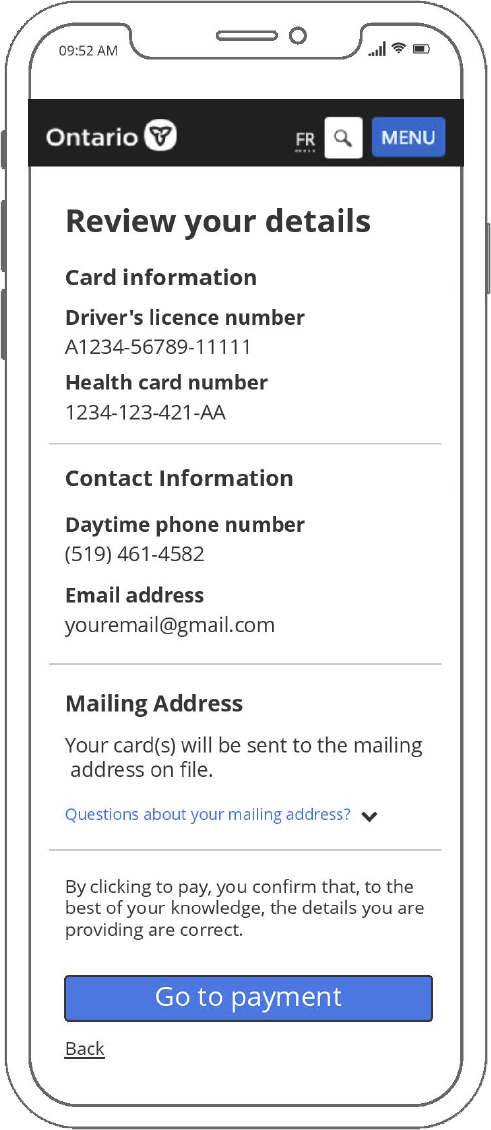 09:52 AM
Ontario FR MENU
Review your details
Card information
Driver's licence number
A1234-56789-11111
Health card number
1234-123-421-AA
Contact Information
Daytime phone number
(519) 461-4582
Email address
youremail@gmail.com
Mailing Address
Your card(s) will be sent to the mailing
address on file.
Questions about your mailing address?
By clicking to pay, you confirm that, to the
best of your knowledge, the details you are
providing are correct.
Go to payment
Back